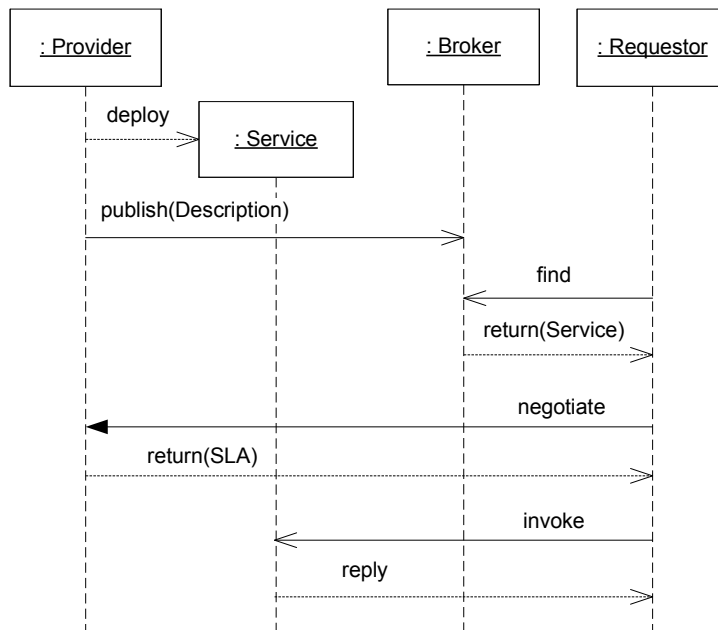 : Provider
: Broker
: Requestor
deploy
: Service
publish(Description)
find
return(Service)
negotiate
return(SLA)
invoke
reply